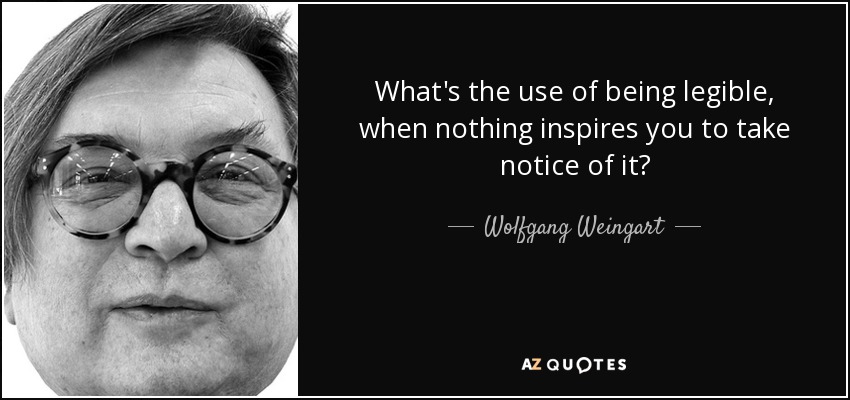 What's the use of being legible,
when nothing inspires you to take
notice of it?
Wolfgang Weingart
AZ QUOTES